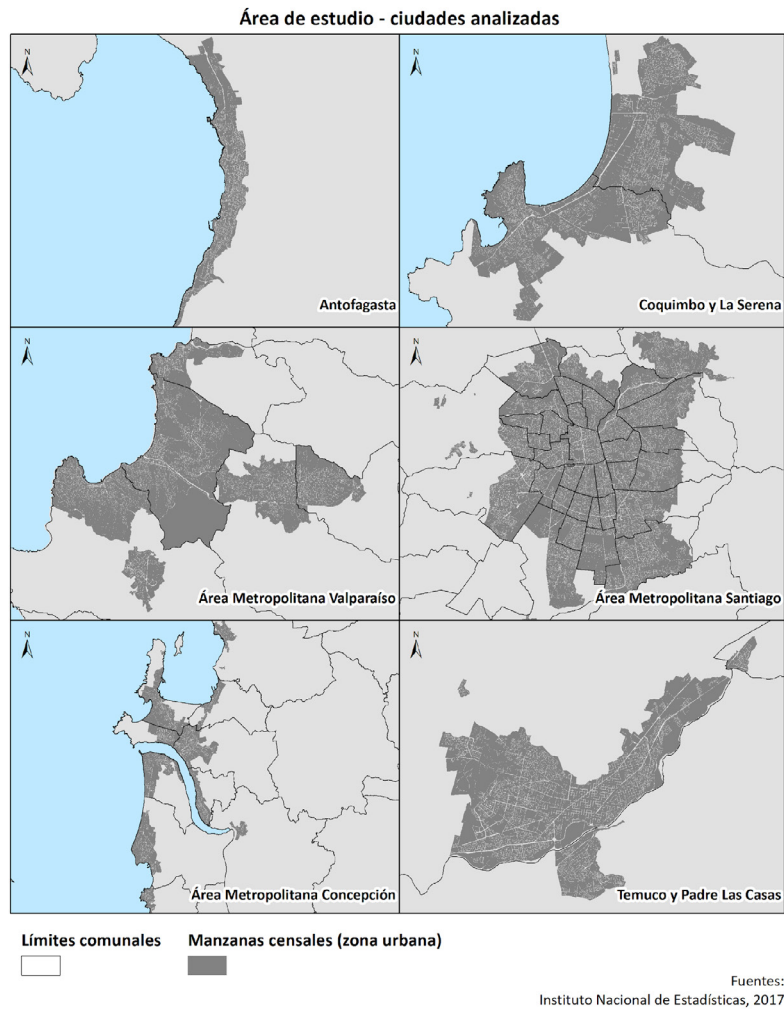 Área de estudio - ciudades analizadas
N
Antofagasta
N
Coquimbo y La Serena
N
Área Metropolitana Valparaíso
N
Área Metropolitana Santiago
N
Área Metropolitana Concepción
N
Temuco y Padre Las Casas
Límites comunales
Manzanas censales (zona urbana)
Fuentes:
Instituto Nacional de Estadísticas, 2017